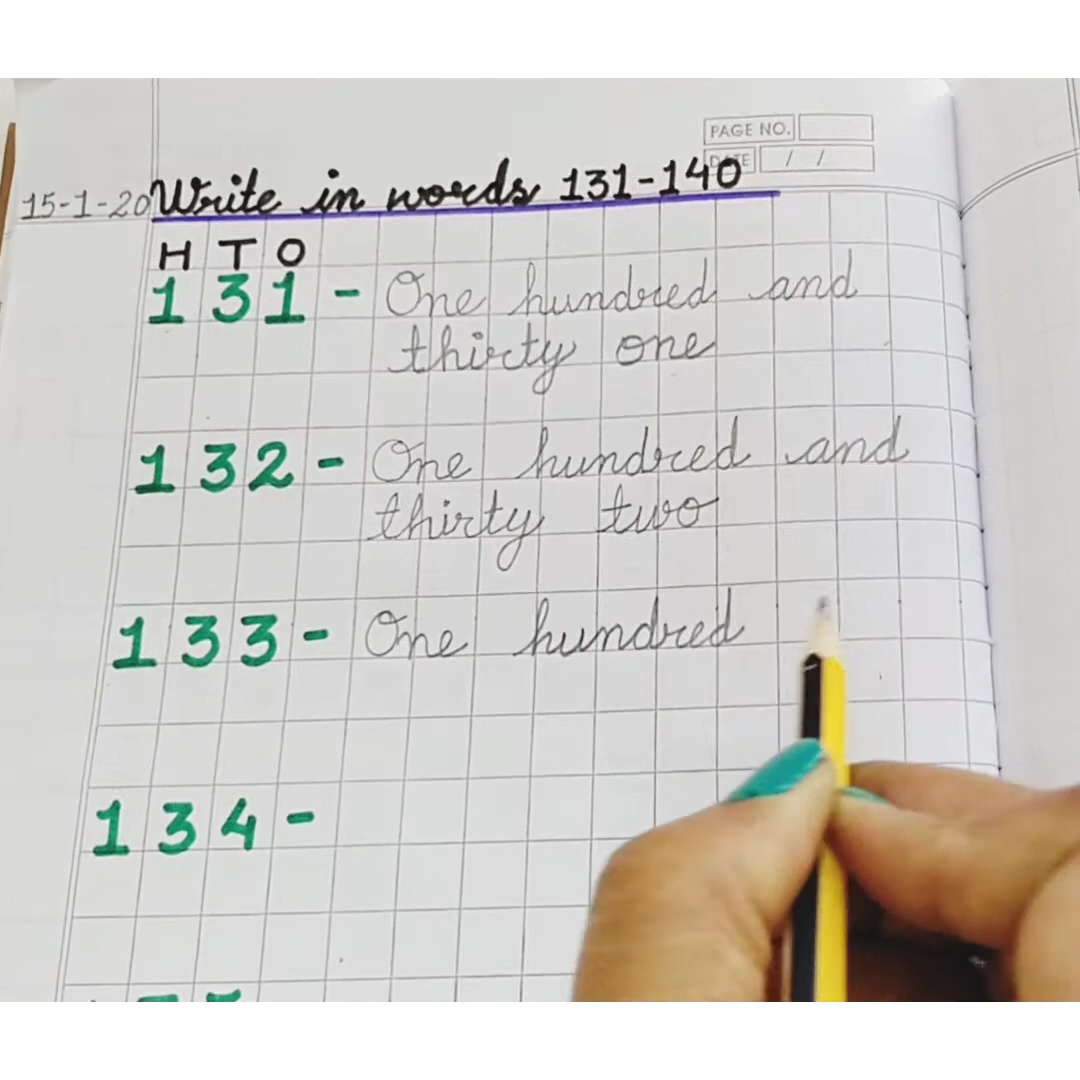 PAGE NO.
DATE / /
15-1-20 Write in words 131-140
H T O
131 - One hundred and
thirty one
132 - One hundred and
thirty two
133 - One hundred
134 -